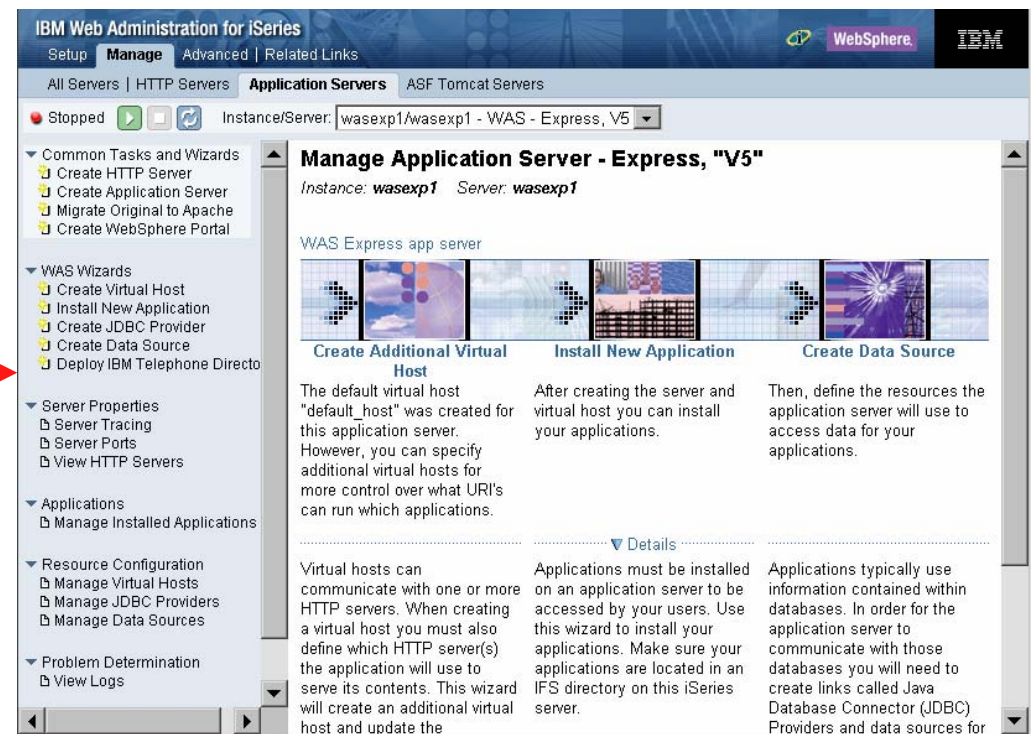 IBM Web Administration for iSeries
WebSphere.
IBM
Setup Manage Advanced | Related Links
All Servers | HTTP Servers Application Servers ASF Tomcat Servers
Stopped Instance/Server: wasexp1/wasexp1 - WAS - Express, V5
Common Tasks and Wizards
Create HTTP Server
Create Application Server
Migrate Original to Apache
Create WebSphere Portal
WAS Wizards
Create Virtual Host
Install New Application
Create JDBC Provider
Create Data Source
Deploy IBM Telephone Directo
Server Properties
Server Tracing
Server Ports
View HTTP Servers
Applications
Manage Installed Applications
Resource Configuration
Manage Virtual Hosts
Manage JDBC Providers
Manage Data Sources
Problem Determination
View Logs
Manage Application Server - Express, "V5"
Instance: wasexp1 Server: wasexp1
WAS Express app server
Create Additional Virtual
Host
The default virtual host
"default_host" was created for
this application server.
However, you can specify
additional virtual hosts for
more control over what URI's
can run which applications.
Install New Application
After creating the server and
virtual host you can install
your applications.
Create Data Source
Then, define the resources the
application server will use to
access data for your
applications.
Details
Virtual hosts can
communicate with one or more
HTTP servers. When creating
a virtual host you must also
define which HTTP server(s)
the application will use to
serve its contents. This wizard
will create an additional virtual
host and update the
Applications must be installed
on an application server to be
accessed by your users. Use
this wizard to install your
applications. Make sure your
applications are located in an
IFS directory on this iSeries
server.
Applications typically use
information contained within
databases. In order for the
application server to
communicate with those
databases you will need to
create links called Java
Database Connector (JDBC)
Providers and data sources for